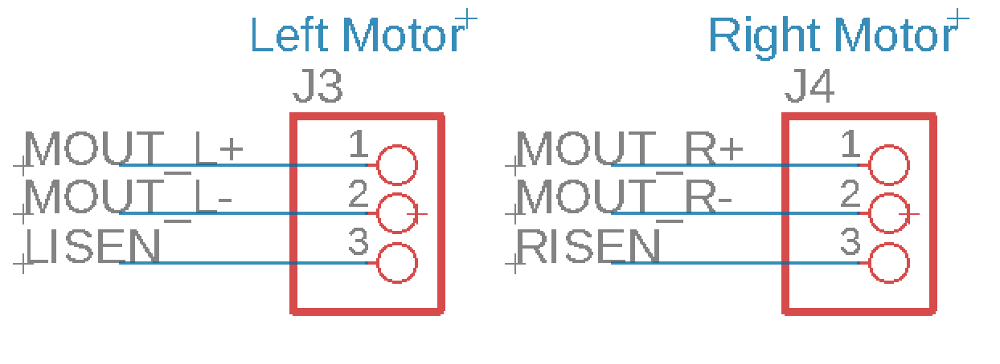 Left Motor
J3
MOUT_L+ 1
MOUT_L- 2
LISEN 3
Right Motor
J4
MOUT_R+ 1
MOUT_R- 2
RISEN 3